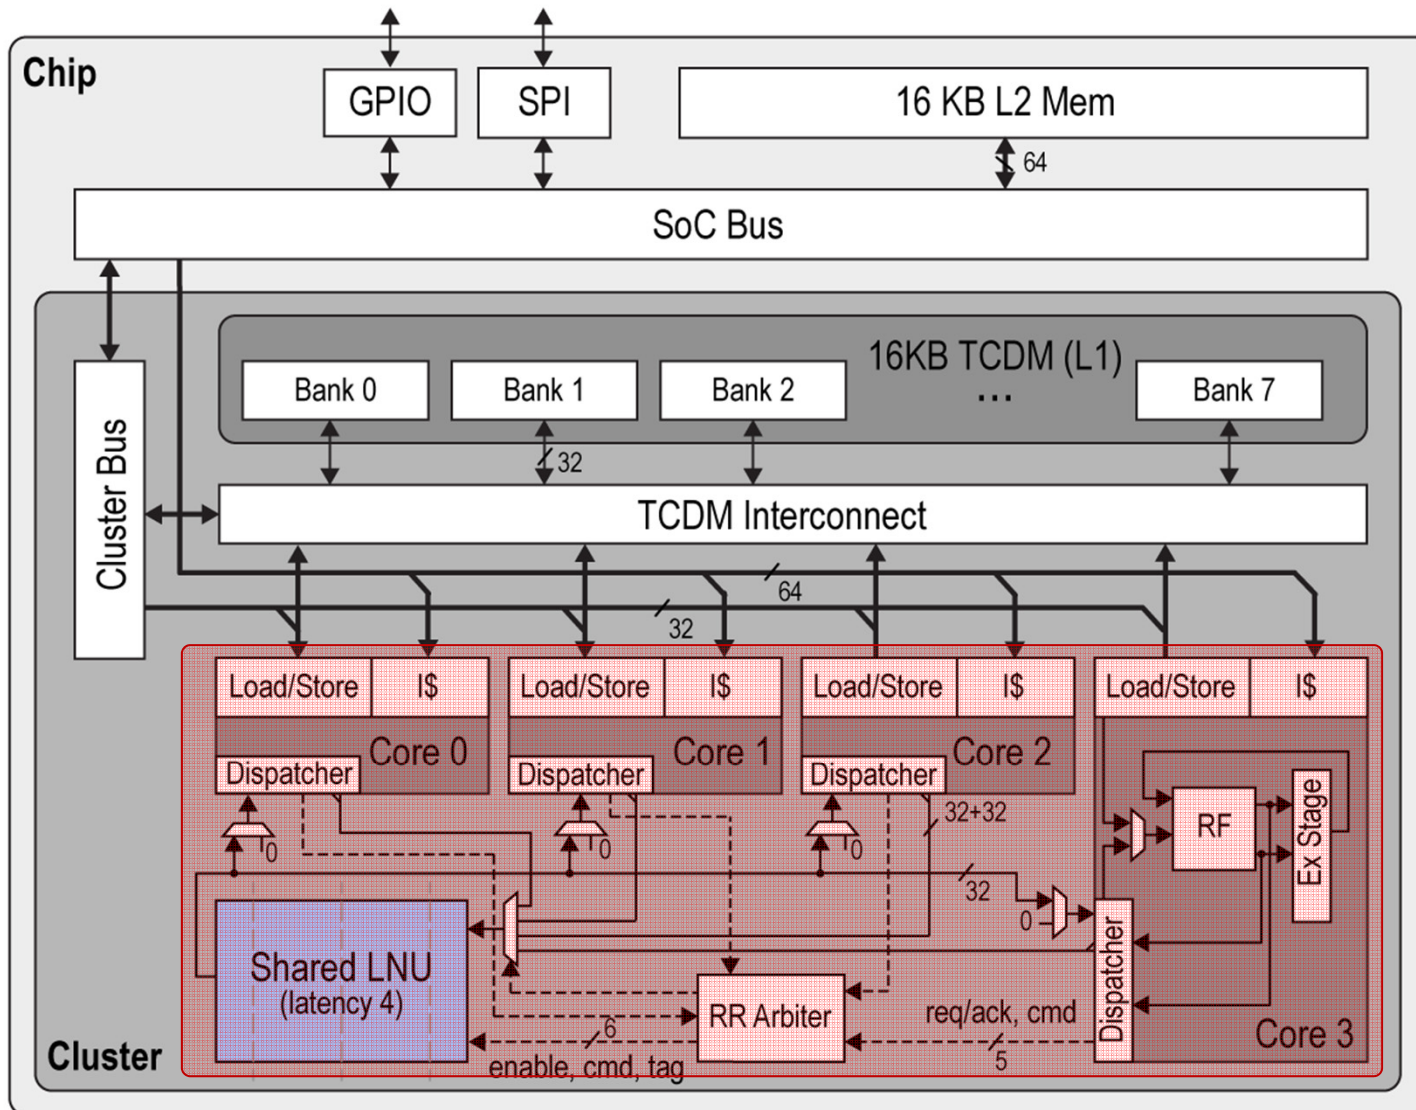 Chip
GPIO
SPI
16 KB L2 Mem
64
SoC Bus
16KB TCDM (L1)
Bank 0
Bank 1
Bank 2
...
Bank 7
32
Cluster Bus
TCDM Interconnect
64
32
Load/Store
I$
Load/Store
I$
Load/Store
I$
Load/Store
I$
Core 0
Core 1
Core 2
Dispatcher
Dispatcher
Dispatcher
32+32
RF
Ex Stage
0
0
0
32
0
Shared LNU
(latency 4)
Dispatcher
RR Arbiter
req/ack, cmd
5
6
enable, cmd, tag
Core 3
Cluster